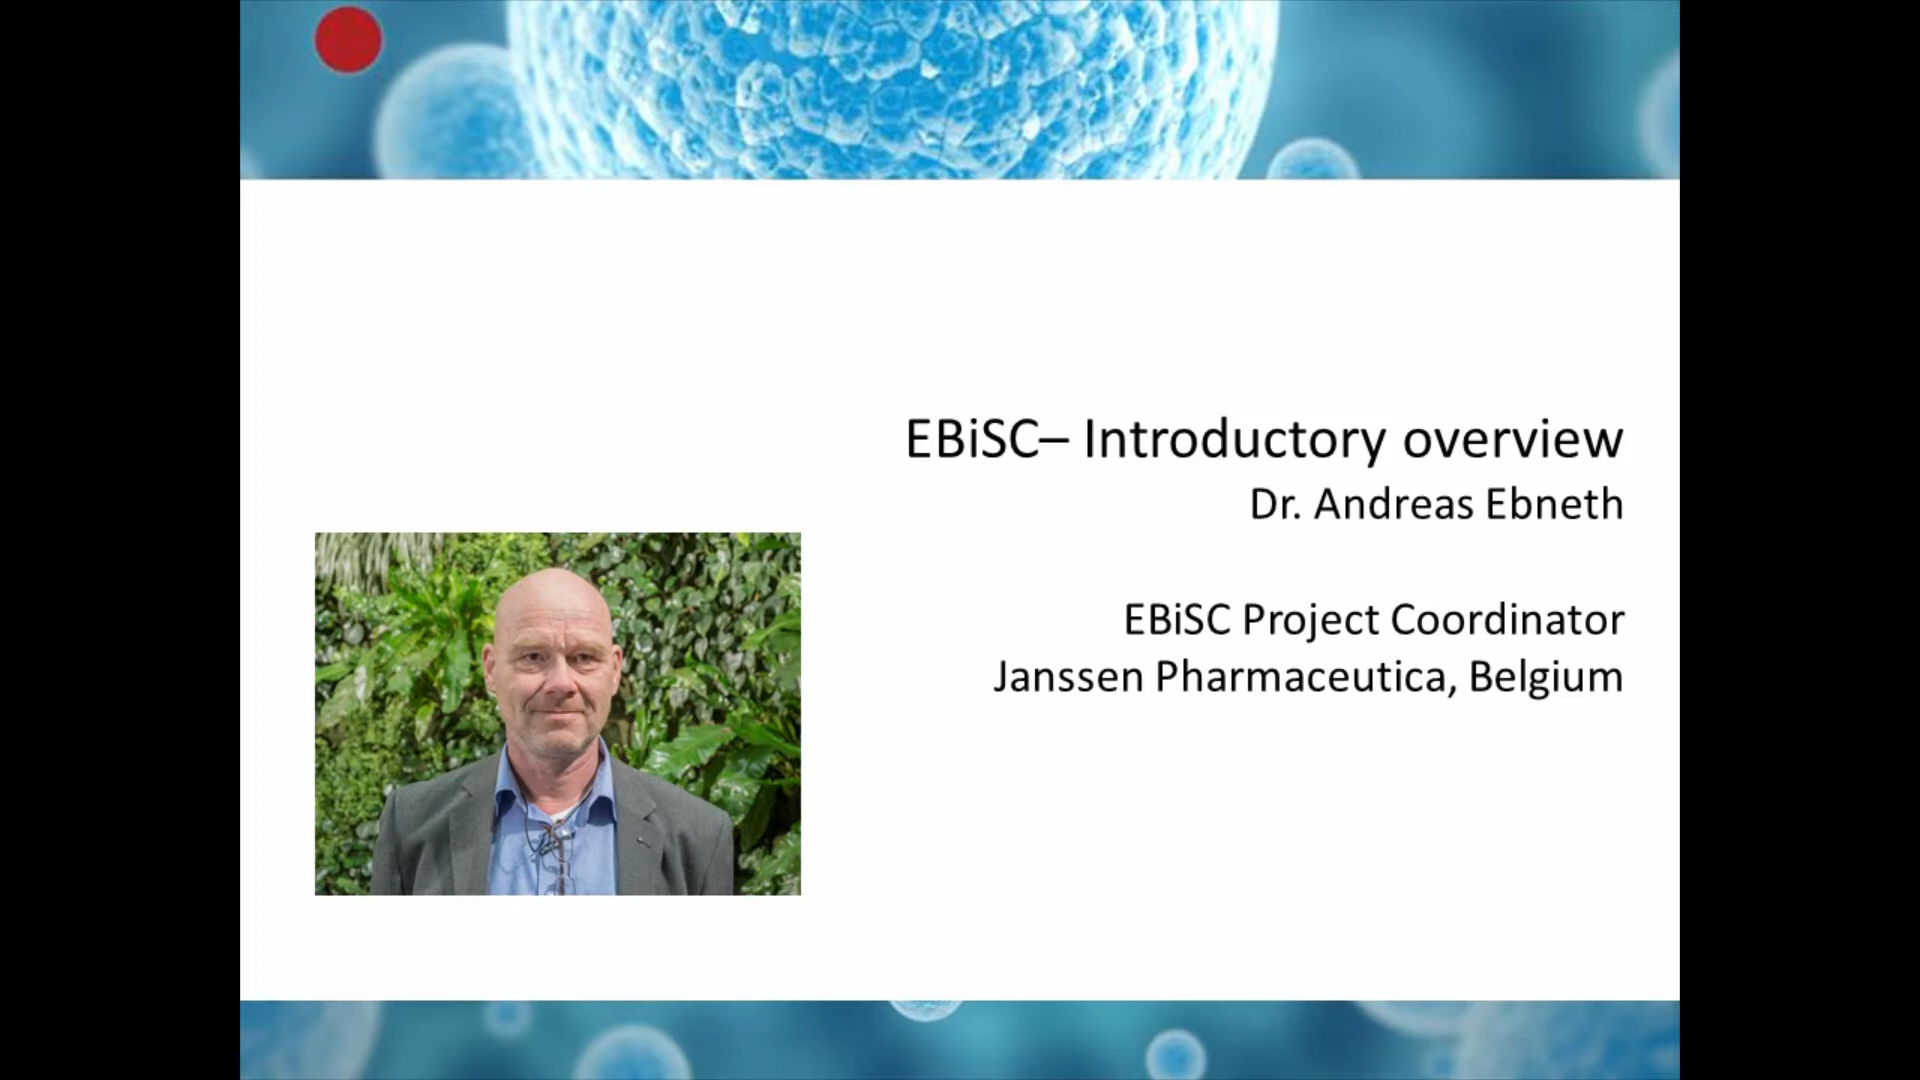 EBiSC– Introductory overview
Dr. Andreas Ebneth
EBiSC Project Coordinator
Janssen Pharmaceutica, Belgium